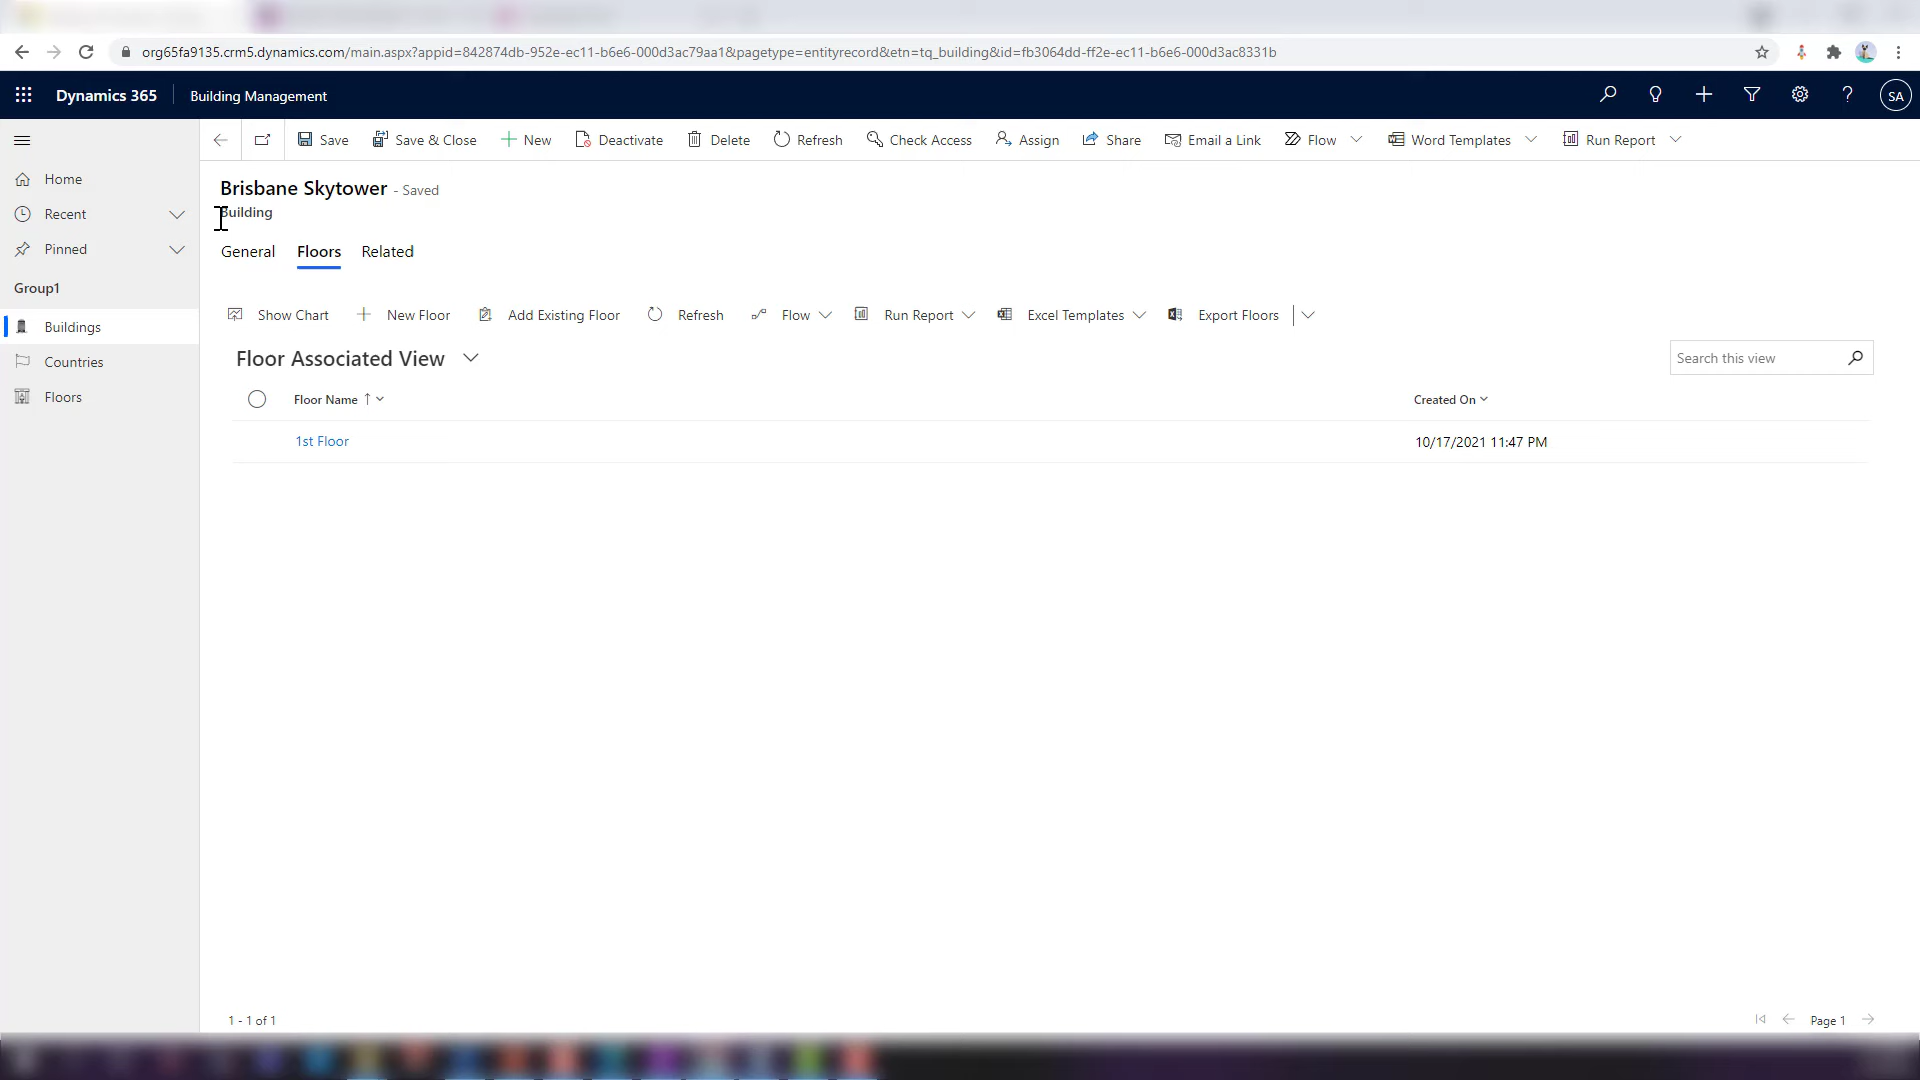 org65fa9135.crm5.dynamics.com/main.aspx?appid=842874db-952e-ec11-b6e6-000d3ac79aa1&pagetype=entityrecord&etn=tq_building&id=fb3064dd-ff2e-ec11-b6e6-000d3ac8331b
Dynamics 365 Building Management SA
Save Save & Close New Deactivate Delete Refresh Check Access Assign Share Email a Link Flow Word Templates Run Report
Home
Recent
Pinned
Group1
Buildings
Countries
Floors
Brisbane Skytower - Saved
Building
General Floors Related
Show Chart New Floor Add Existing Floor Refresh Flow Run Report Excel Templates Export Floors
Floor Associated View Search this view
Floor Name Created On
1st Floor 10/17/2021 11:47 PM
1 - 1 of 1 Page 1